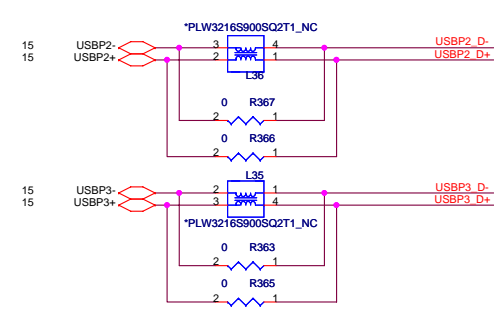 *PLW3216S900SQ2T1_NC
15 USBP2- 3 4 USBP2_D-
15 USBP2+ 2 1 USBP2_D+
L36
0 R367
2 1
0 R366
2 1
L35
15 USBP3- 2 1 USBP3_D-
15 USBP3+ 3 4 USBP3_D+
*PLW3216S900SQ2T1_NC
0 R363
2 1
0 R365
2 1